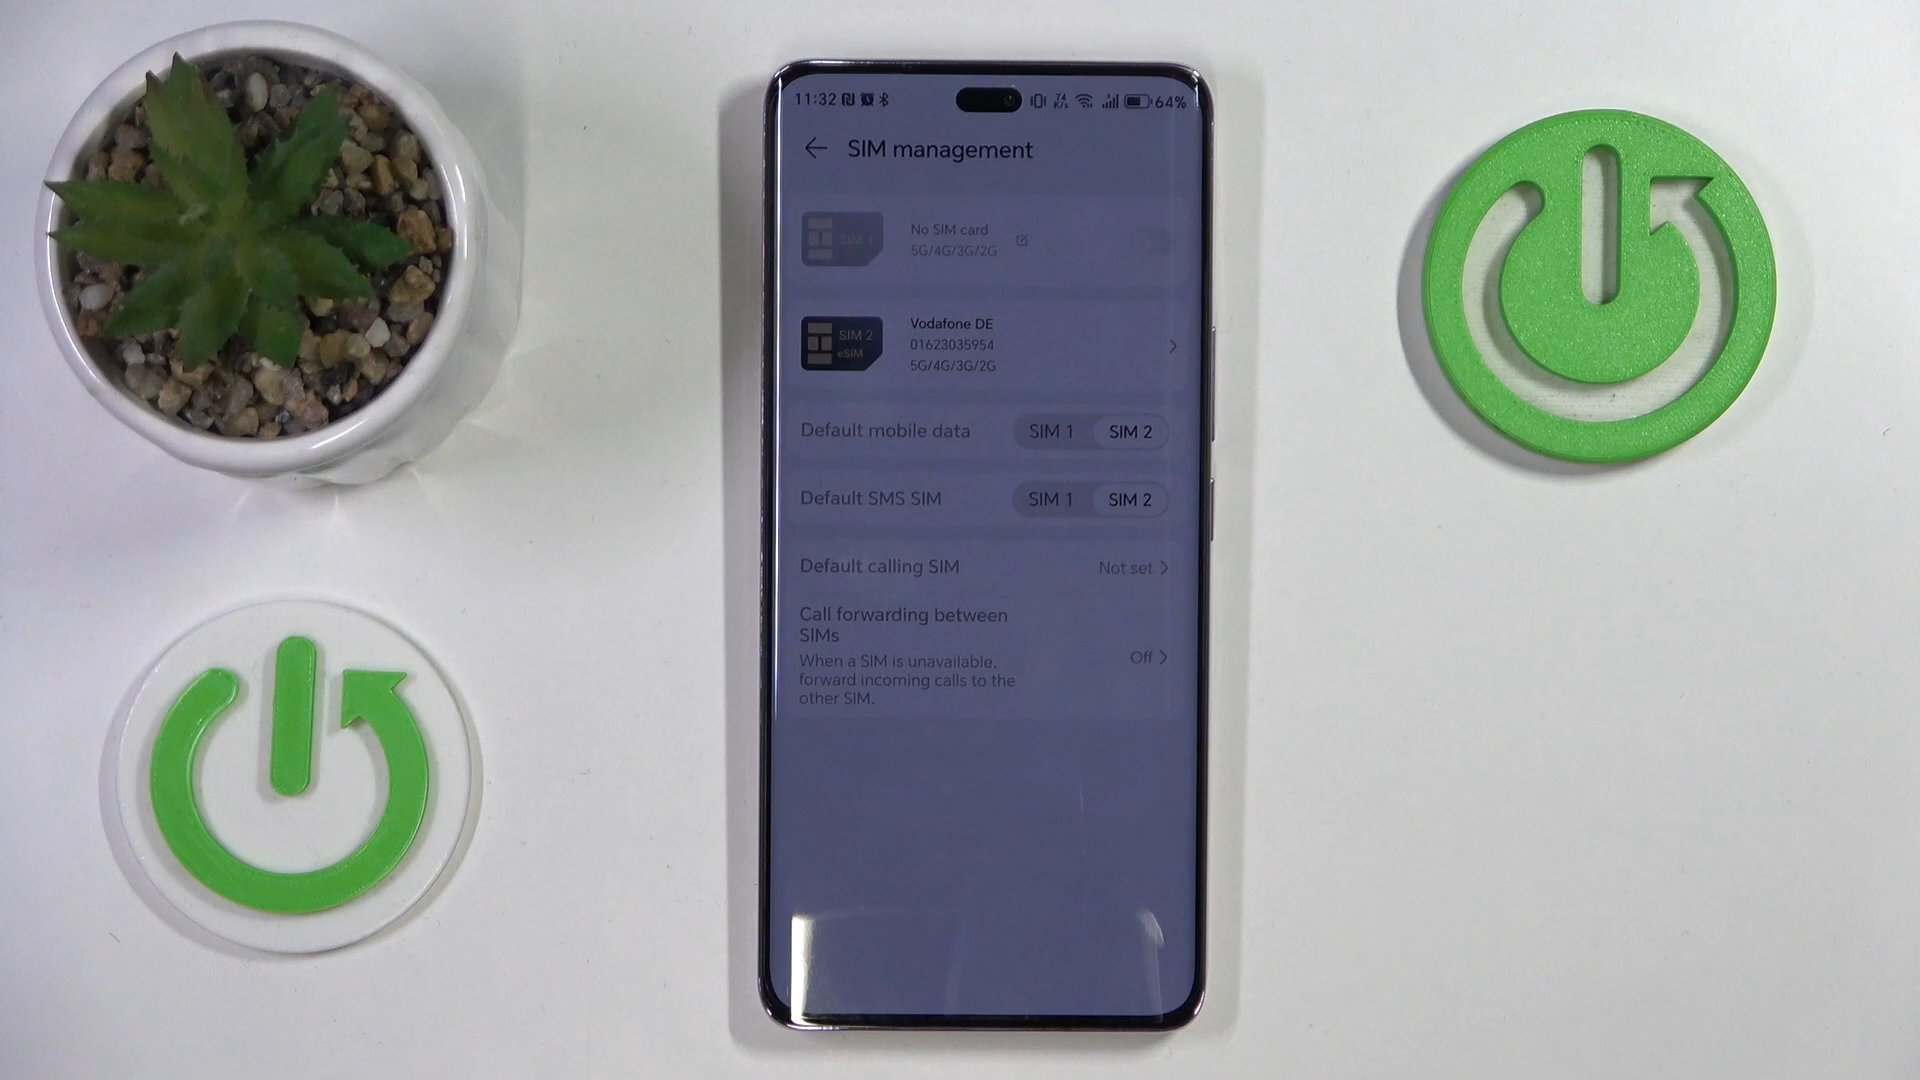 11:32 74 K/s 64%
SIM management
SIM 1
No SIM card
5G/4G/3G/2G
SIM 2
eSIM
Vodafone DE
01623035954
5G/4G/3G/2G
Default mobile data SIM 1 SIM 2
Default SMS SIM SIM 1 SIM 2
Default calling SIM Not set
Call forwarding between
SIMs
When a SIM is unavailable,
forward incoming calls to the
other SIM.
Off